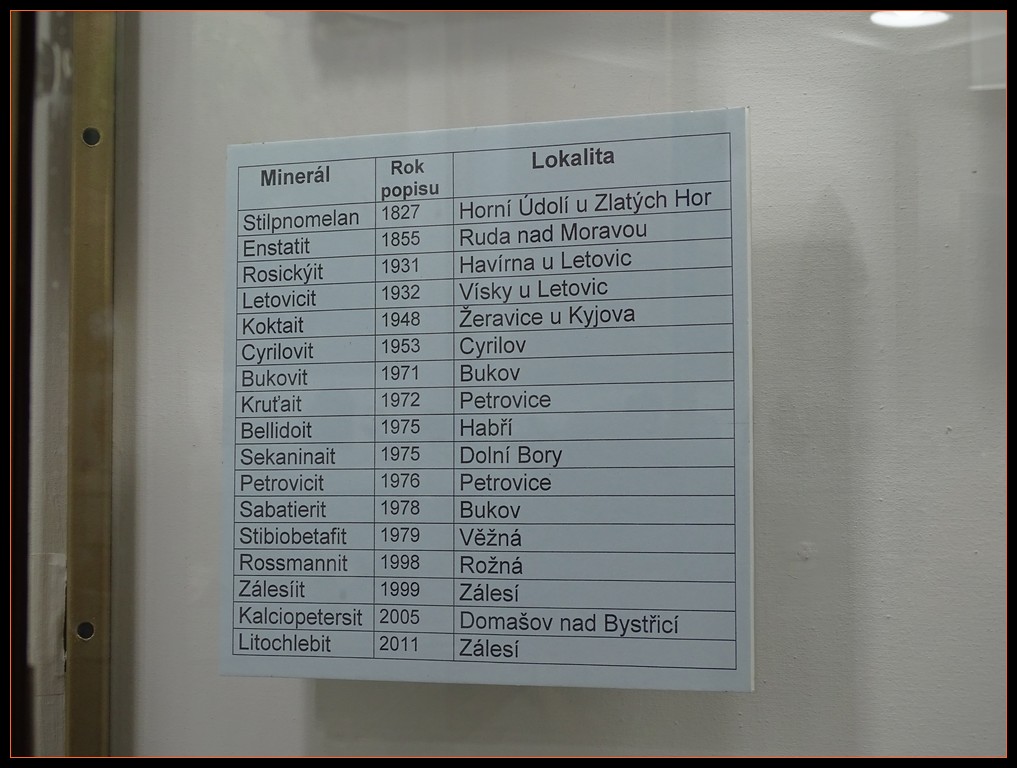 Minerál Rok popisu Lokalita
Stilpnomelan 1827 Horní Údolí u Zlatých Hor
Enstatit 1855 Ruda nad Moravou
Rosickýit 1931 Havírna u Letovic
Letovicit 1932 Vísky u Letovic
Koktait 1948 Žeravice u Kyjova
Cyrilovit 1953 Cyrilov
Bukovit 1971 Bukov
Kruťait 1972 Petrovice
Bellidoit 1975 Habří
Sekaninait 1975 Dolní Bory
Petrovicit 1976 Petrovice
Sabatierit 1978 Bukov
Stibiobetafit 1979 Věžná
Rossmannit 1998 Rožná
Zálesíit 1999 Zálesí
Kalciopetersit 2005 Domašov nad Bystřicí
Litochlebit 2011 Zálesí